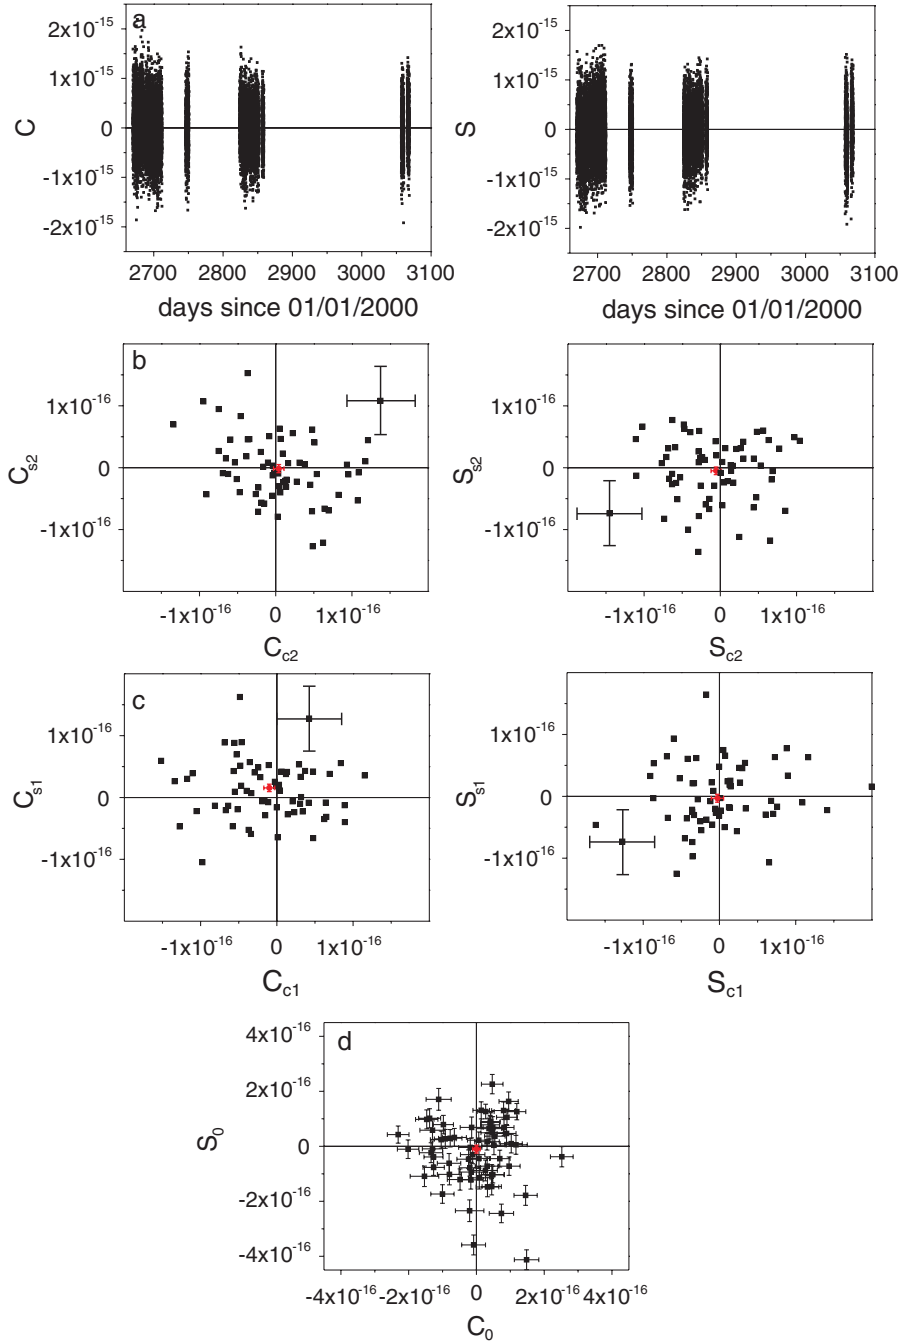 a
2x10⁻¹⁵
1x10⁻¹⁵
0
-1x10⁻¹⁵
-2x10⁻¹⁵
C
2700 2800 2900 3000 3100
days since 01/01/2000
2x10⁻¹⁵
1x10⁻¹⁵
0
-1x10⁻¹⁵
-2x10⁻¹⁵
S
2700 2800 2900 3000 3100
days since 01/01/2000
b
1x10⁻¹⁶
0
-1x10⁻¹⁶
C_s2
-1x10⁻¹⁶ 0 1x10⁻¹⁶
C_c2
1x10⁻¹⁶
0
-1x10⁻¹⁶
S_s2
-1x10⁻¹⁶ 0 1x10⁻¹⁶
S_c2
c
1x10⁻¹⁶
0
-1x10⁻¹⁶
C_s1
-1x10⁻¹⁶ 0 1x10⁻¹⁶
C_c1
1x10⁻¹⁶
0
-1x10⁻¹⁶
S_s1
-1x10⁻¹⁶ 0 1x10⁻¹⁶
S_c1
d
4x10⁻¹⁶
2x10⁻¹⁶
0
-2x10⁻¹⁶
-4x10⁻¹⁶
S₀
-4x10⁻¹⁶ -2x10⁻¹⁶ 0 2x10⁻¹⁶ 4x10⁻¹⁶
C₀